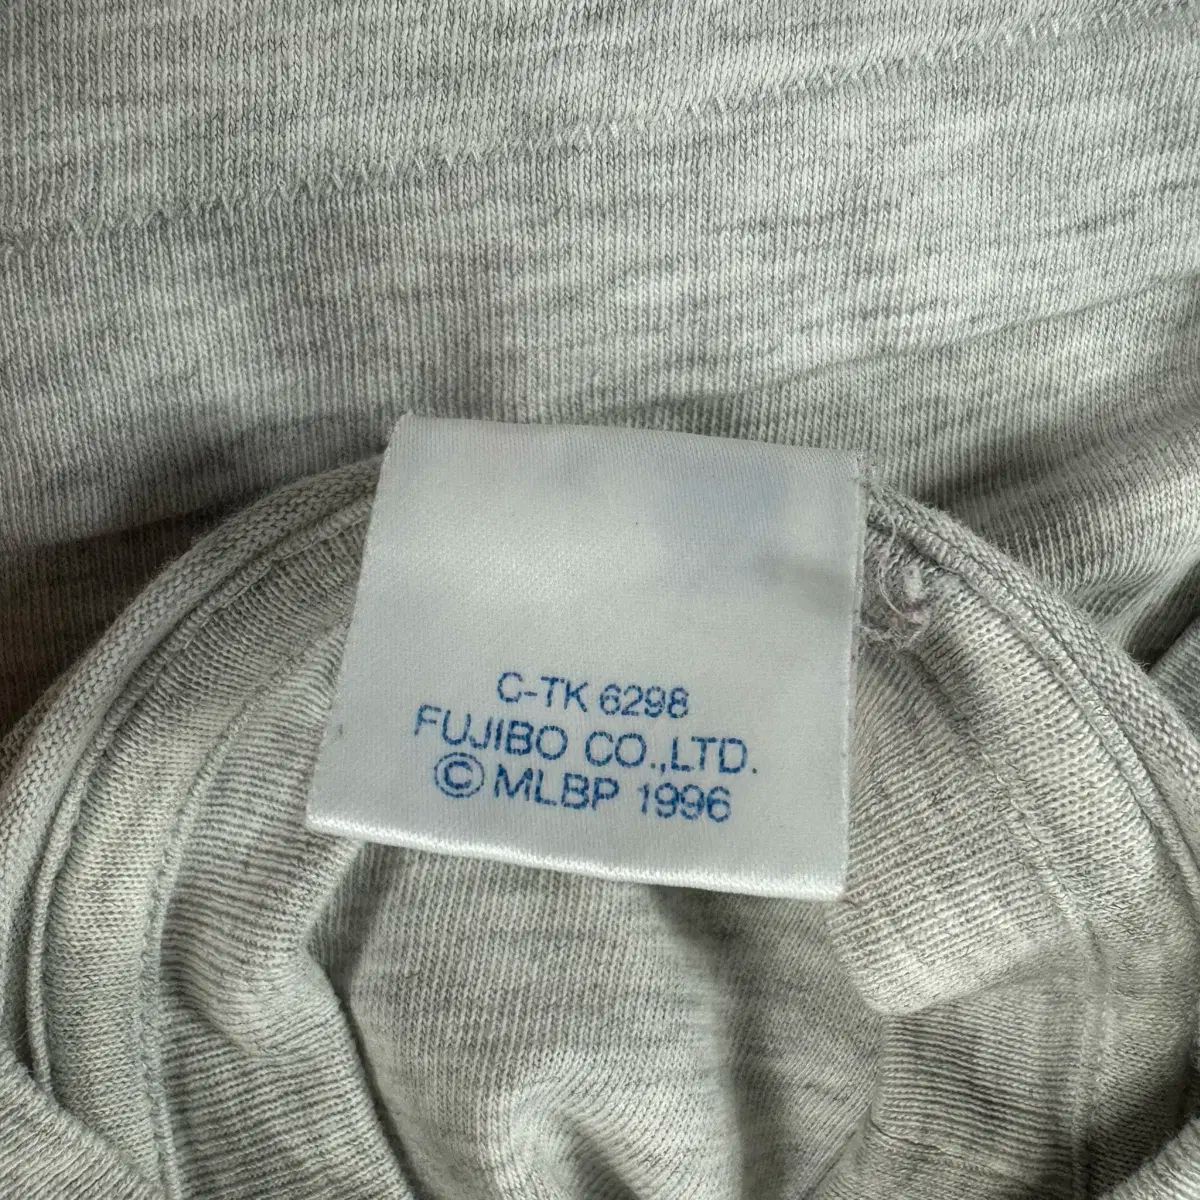 C-TK 6298
FUJIBO CO.,LTD.
© MLBP 1996